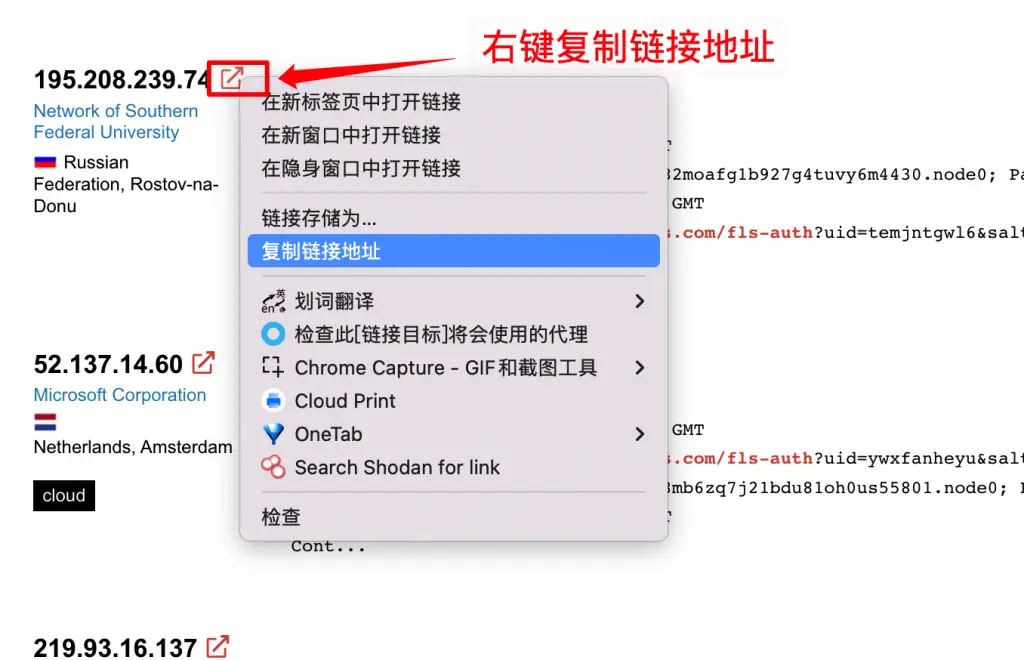 右键复制链接地址
195.208.239.74
Network of Southern
Federal University
Russian
Federation, Rostov-na-
Donu
在新标签页中打开链接
在新窗口中打开链接
在隐身窗口中打开链接
链接存储为...
复制链接地址
划词翻译
检查此[链接目标]将会使用的代理
Chrome Capture - GIF和截图工具
Cloud Print
OneTab
Search Shodan for link
检查
GMT
s.com/fls-auth?uid=temjntgwl6&salt
52.137.14.60
Microsoft Corporation
Netherlands, Amsterdam
cloud
GMT
s.com/fls-auth?uid=ywxfanheyu&salt
Cont...
219.93.16.137